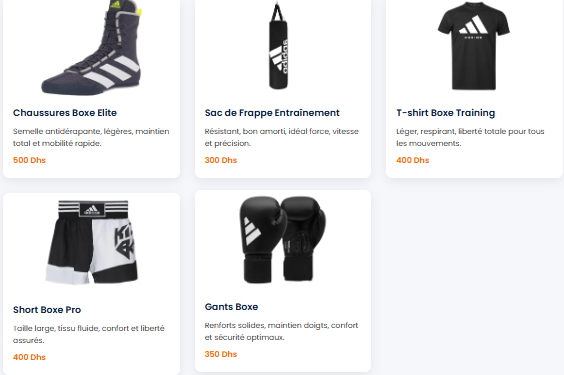 adidas
Chaussures Boxe Elite
Semelle antidérapante, légères, maintien
total et mobilité rapide.
500 Dhs
Sac de Frappe Entraînement
Résistant, bon amorti, idéal force, vitesse
et précision.
300 Dhs
T-shirt Boxe Training
Léger, respirant, liberté totale pour tous
les mouvements.
400 Dhs
Short Boxe Pro
Taille large, tissu fluide, confort et liberté
assurés.
400 Dhs
Gants Boxe
Renforts solides, maintien doigts, confort
et sécurité optimaux.
350 Dhs